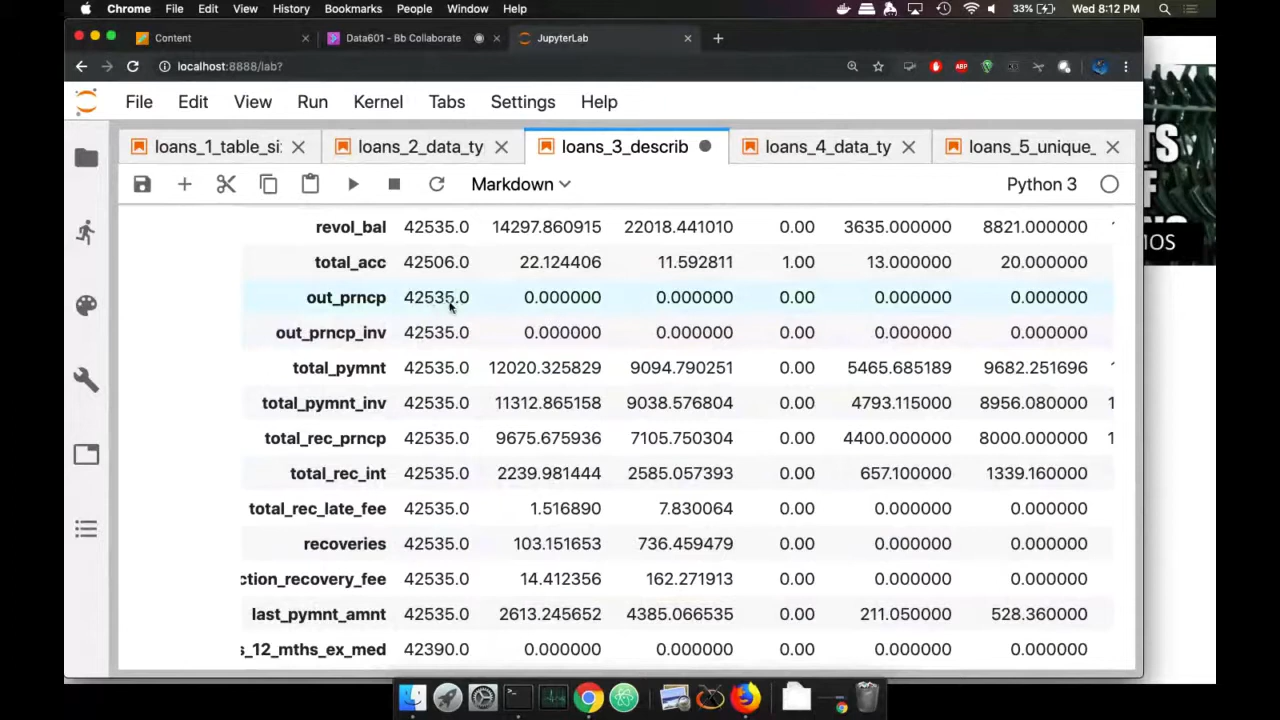 Chrome File Edit View History Bookmarks People Window Help 33% Wed 8:12 PM
Content Data601 - Bb Collaborate JupyterLab
localhost:8888/lab?
ABP
File Edit View Run Kernel Tabs Settings Help
loans_1_table_si: loans_2_data_ty loans_3_describ loans_4_data_ty loans_5_unique_
Markdown Python 3
revol_bal 42535.0 14297.860915 22018.441010 0.00 3635.000000 8821.000000
total_acc 42506.0 22.124406 11.592811 1.00 13.000000 20.000000
out_prncp 42535.0 0.000000 0.000000 0.00 0.000000 0.000000
out_prncp_inv 42535.0 0.000000 0.000000 0.00 0.000000 0.000000
total_pymnt 42535.0 12020.325829 9094.790251 0.00 5465.685189 9682.251696
total_pymnt_inv 42535.0 11312.865158 9038.576804 0.00 4793.115000 8956.080000 1
total_rec_prncp 42535.0 9675.675936 7105.750304 0.00 4400.000000 8000.000000 1
total_rec_int 42535.0 2239.981444 2585.057393 0.00 657.100000 1339.160000
total_rec_late_fee 42535.0 1.516890 7.830064 0.00 0.000000 0.000000
recoveries 42535.0 103.151653 736.459479 0.00 0.000000 0.000000
ction_recovery_fee 42535.0 14.412356 162.271913 0.00 0.000000 0.000000
last_pymnt_amnt 42535.0 2613.245652 4385.066535 0.00 211.050000 528.360000
s_12_mths_ex_med 42390.0 0.000000 0.000000 0.00 0.000000 0.000000